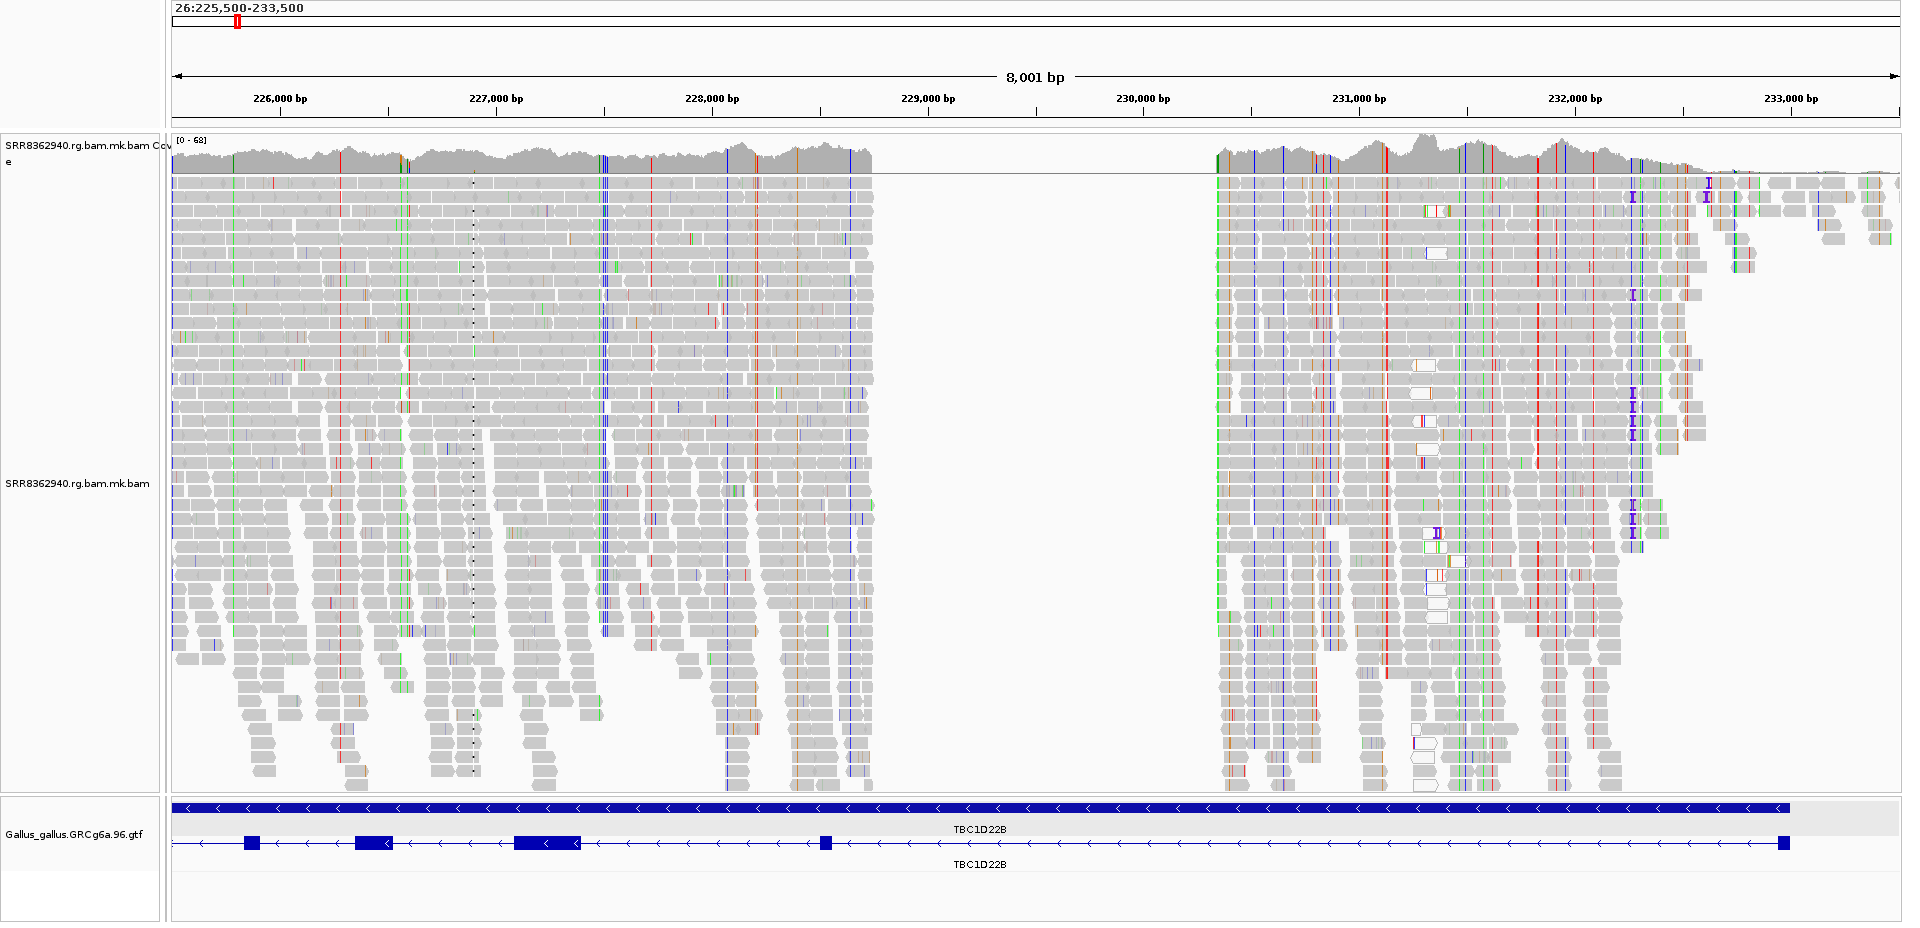 26:225,500-233,500
8,001 bp
226,000 bp 227,000 bp 228,000 bp 229,000 bp 230,000 bp 231,000 bp 232,000 bp 233,000 bp
[0 - 68]
SRR8362940.rg.bam.mk.bam Cov
e
SRR8362940.rg.bam.mk.bam
Gallus_gallus.GRCg6a.96.gtf
TBC1D22B
TBC1D22B